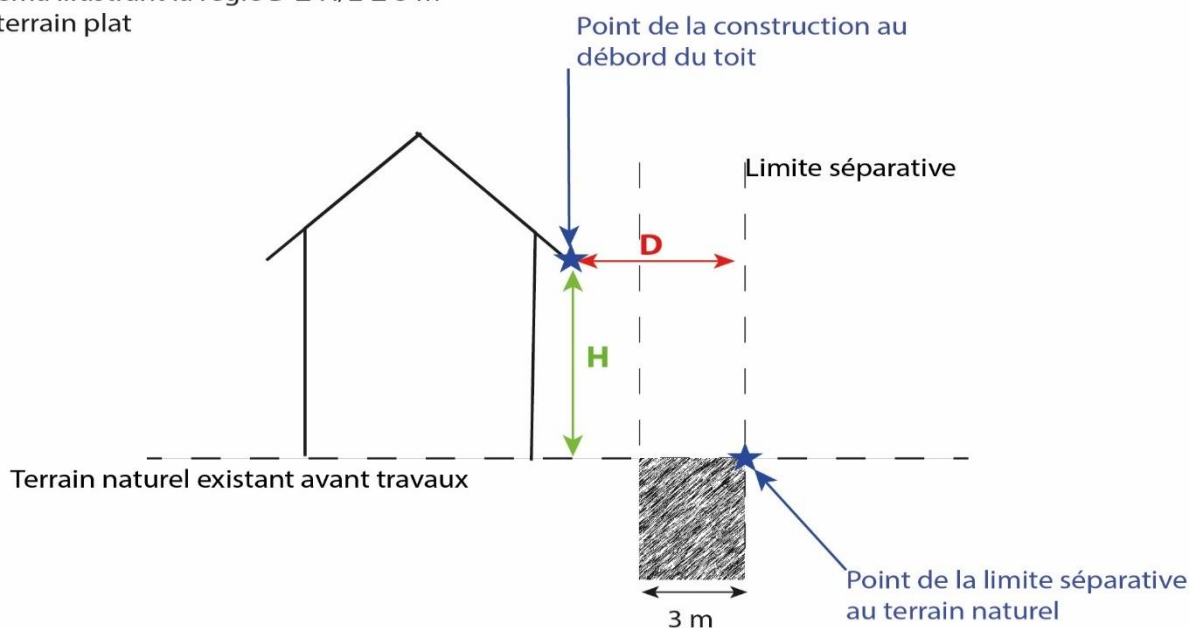 terrain plat
Point de la construction au
débord du toit
Limite séparative
D
H
Terrain naturel existant avant travaux
Point de la limite séparative
au terrain naturel
3 m